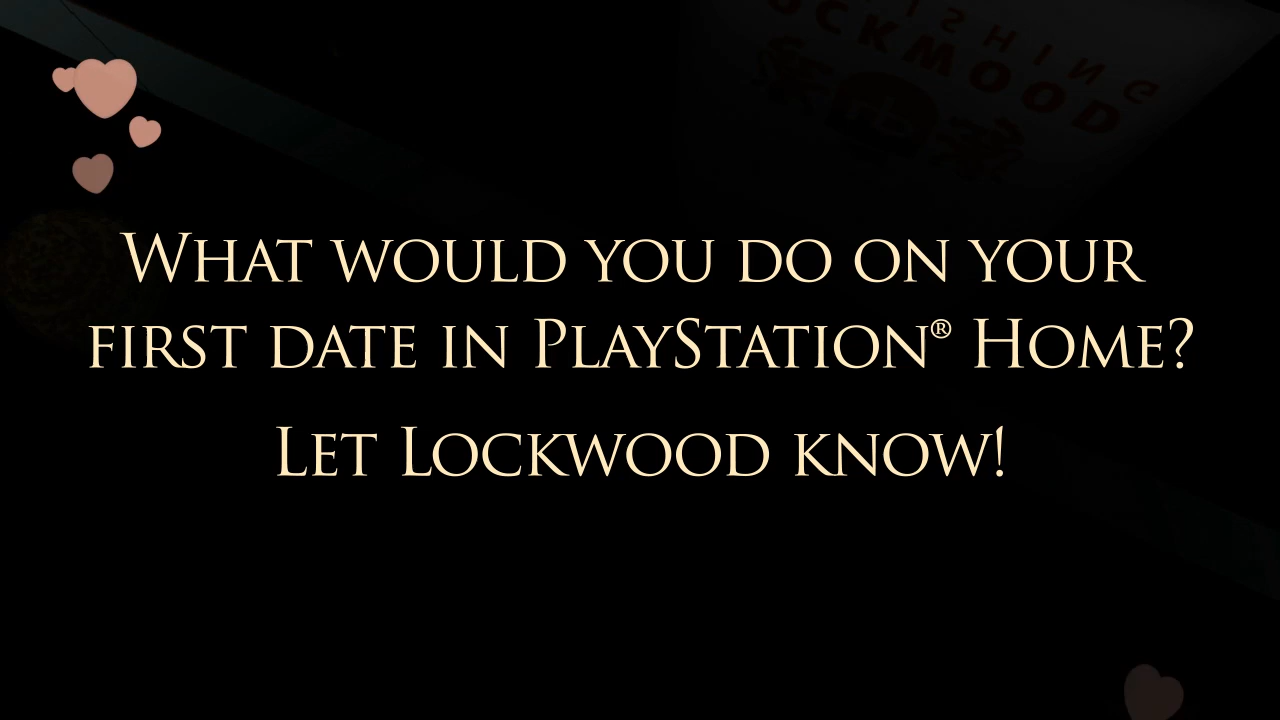 What would you do on your
first date in PlayStation® Home?
Let Lockwood know!